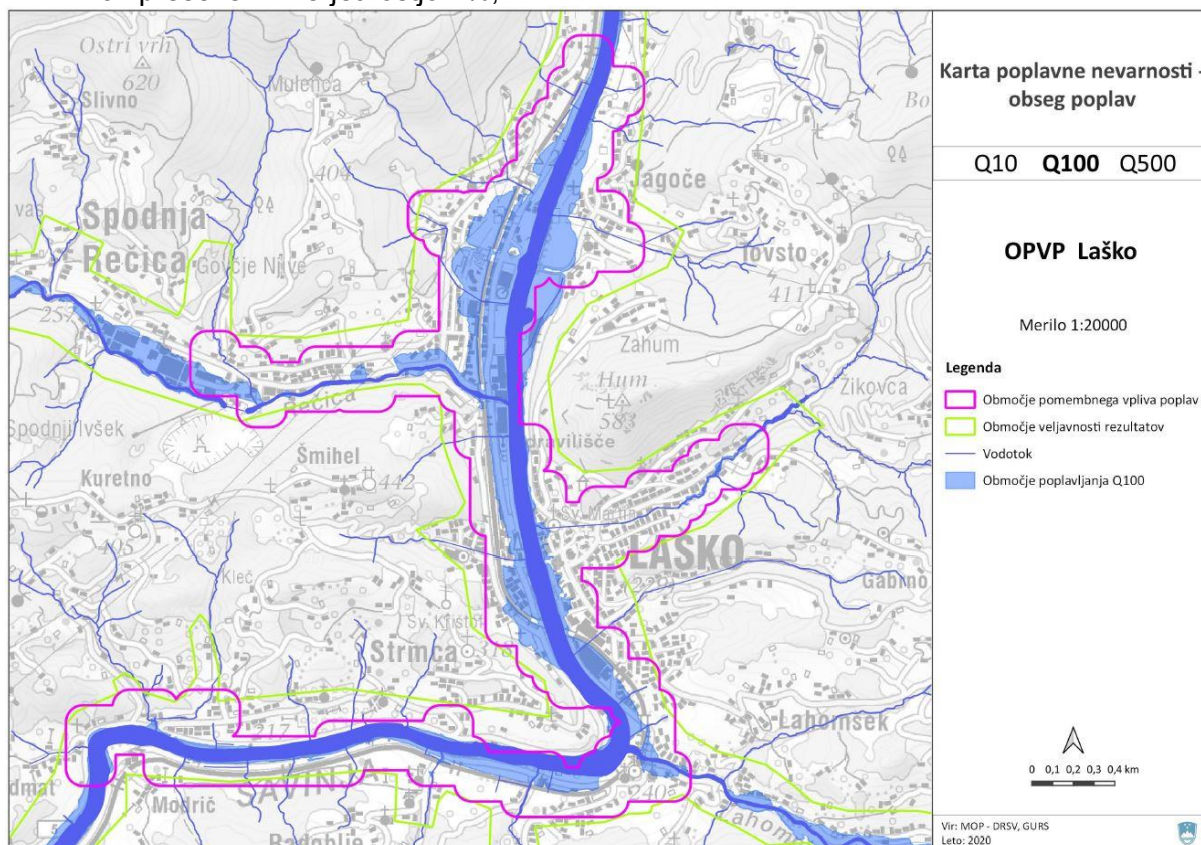 Karta poplavne nevarnosti -
obseg poplav
Q10 Q100 Q500
OPVP Laško
Merilo 1:20000
Legenda
Območje pomembnega vpliva poplav
Območje veljavnosti rezultatov
Vodotok
Območje poplavljanja Q100
0 0,1 0,2 0,3 0,4 km
Vir: MOP - DRSV, GURS
Leto: 2020
Ostri vrh
620
Slivno
Mulenca
404
Jagoče
Spodnja
Rečica
Govčje Njive
Tovsto
411
257
Zahum
Hum
583
Žikovca
Rečica
Spodnji
Zdravilišče
Šmihel
442
Kuretno
Sv. Martin
LAŠKO
Gabrno
Kleč
Sv. Krištof
Strmca
Lahomšek
217
Modrič
SAVINJA